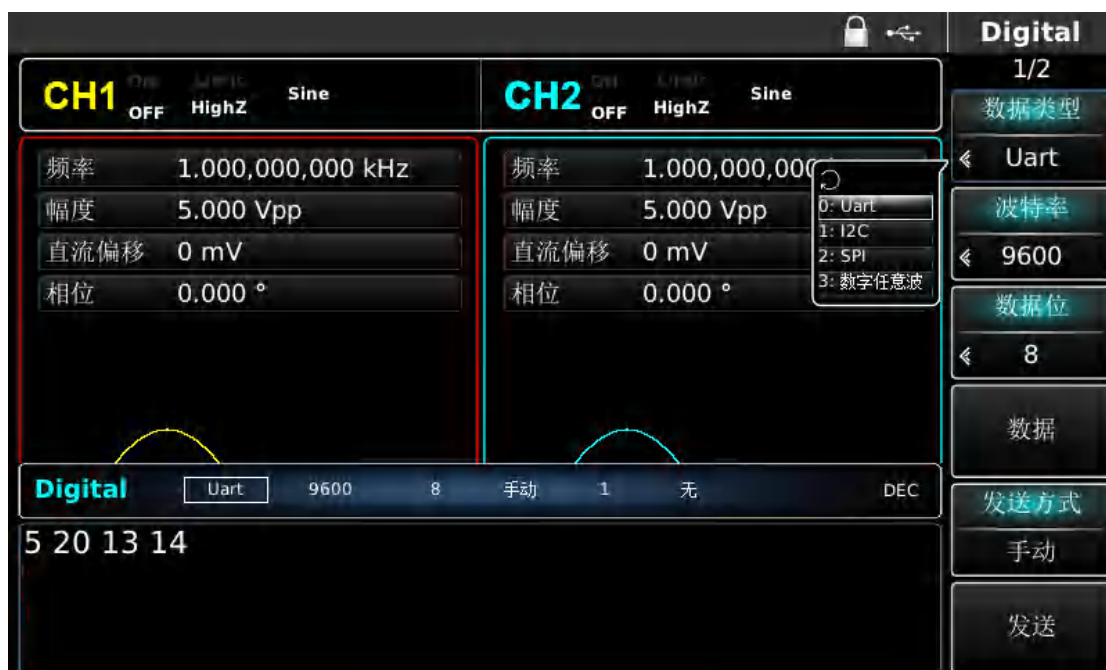 Digital
1/2
CH1 OFF HighZ Sine
CH2 OFF HighZ Sine
数据类型
Uart
频率 1.000,000,000 kHz
幅度 5.000 Vpp
直流偏移 0 mV
相位 0.000 °
频率 1.000,000,000
幅度 5.000 Vpp
直流偏移 0 mV
相位 0.000 °
0: Uart
1: I2C
2: SPI
3: 数字任意波
波特率
9600
数据位
8
数据
Digital Uart 9600 8 手动 1 无 DEC
5 20 13 14
发送方式
手动
发送